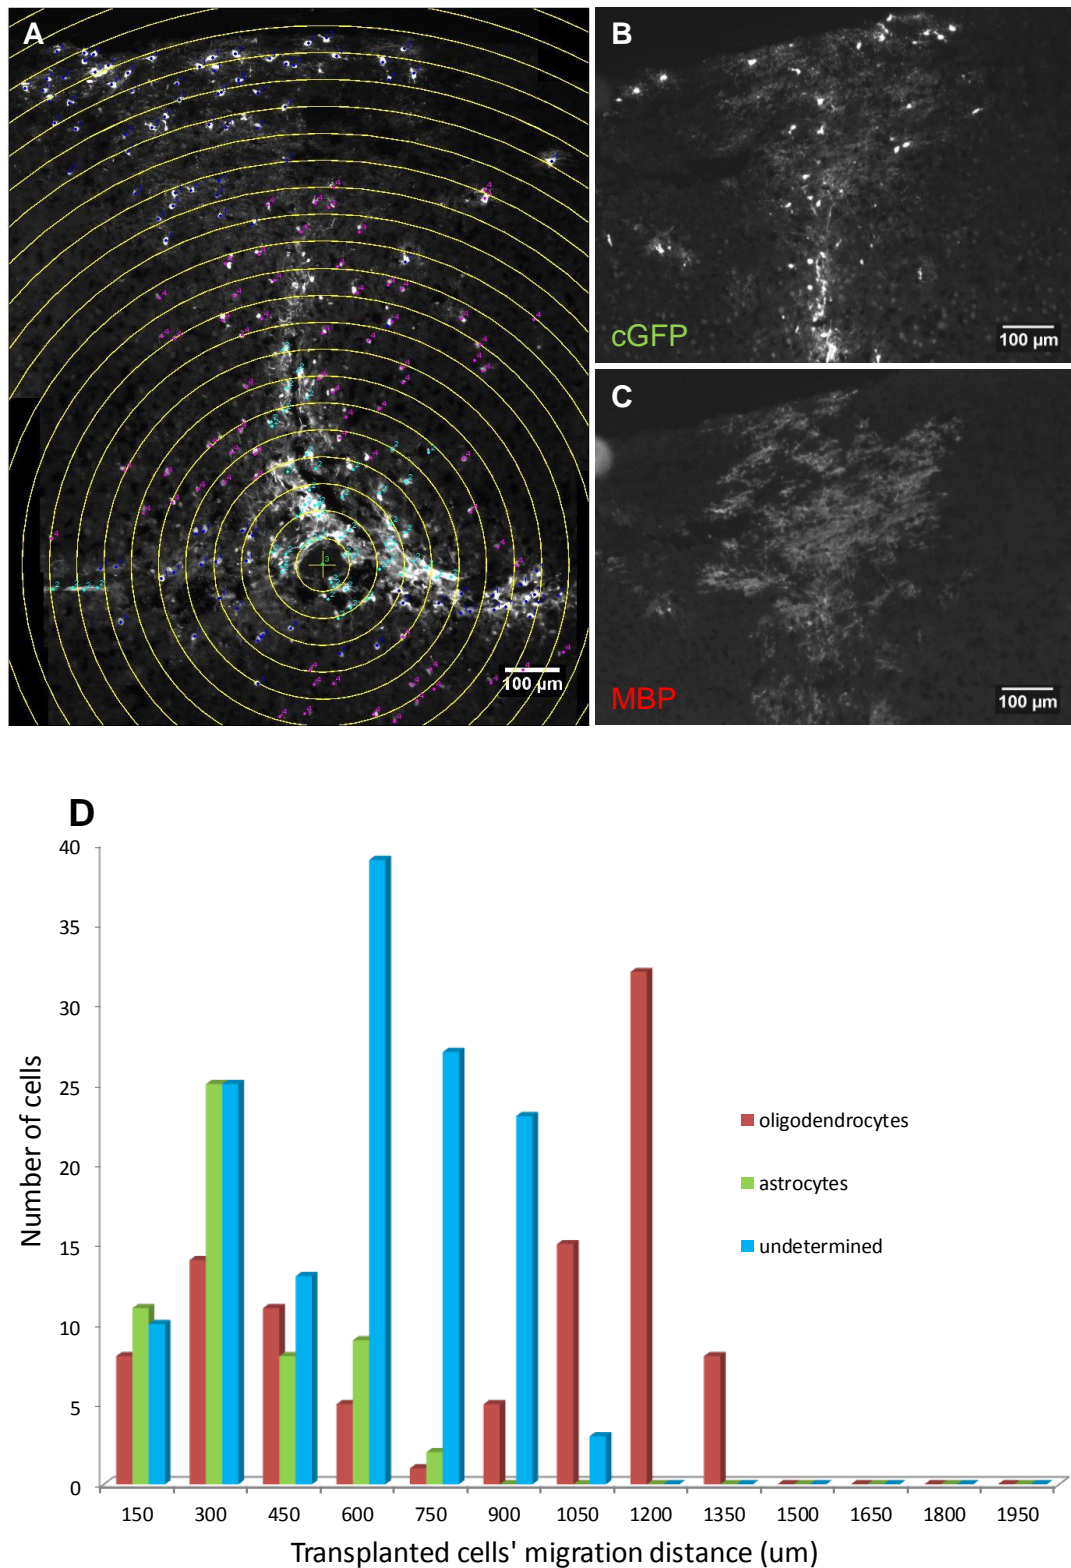 A
100 µm
B
cGFP
100 µm
C
MBP
100 µm
D
Number of cells
40
35
30
25
20
15
10
5
0
oligodendrocytes
astrocytes
undetermined
150 300 450 600 750 900 1050 1200 1350 1500 1650 1800 1950
Transplanted cells' migration distance (um)